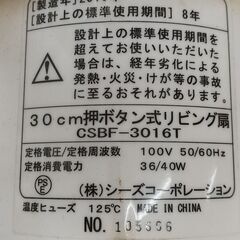 【製造年】
【設計上の標準使用期間】8年
設計上の標準使用期間を
超えてお使いいただいた
場合は、経年劣化による
発火・火災・けが等の事故
に至るおそれがあります。
30cm押ボタン式リビング扇
CSBF-3016T
定格電圧/定格周波数 100V 50/60Hz
定格消費電力 36/40W
PS
E
(株)シーズコーポレーション
温度ヒューズ 125℃ MADE IN CHINA
NO.